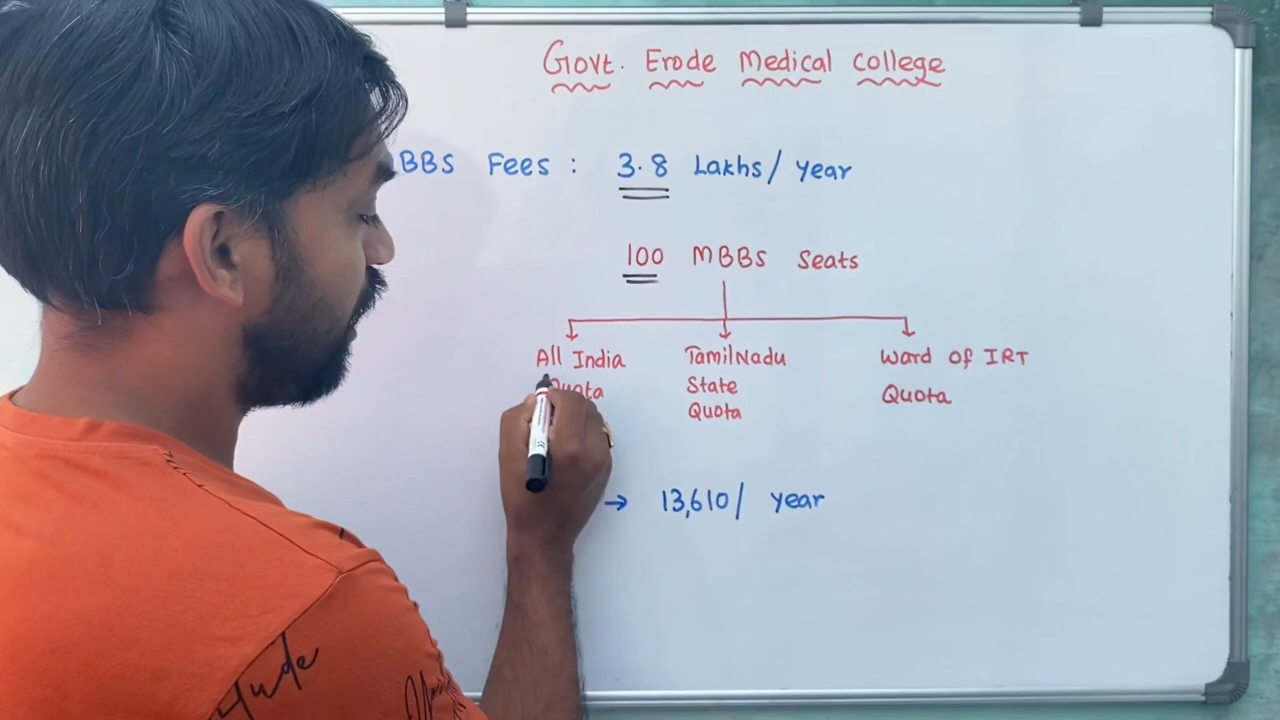 Govt. Erode Medical College
BBS Fees : 3.8 Lakhs/ year
100 MBBS Seats
All India Quota
TamilNadu State Quota
Ward of IRT Quota
→ 13,610/ year